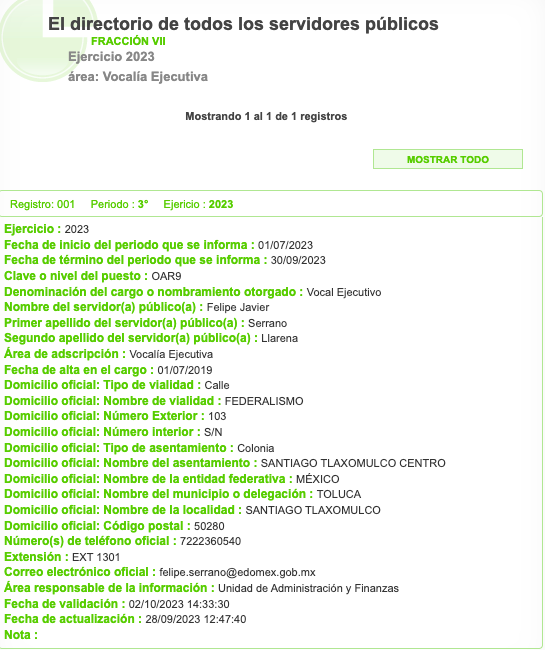 El directorio de todos los servidores públicos
FRACCIÓN VII
Ejercicio 2023
área: Vocalía Ejecutiva
Mostrando 1 al 1 de 1 registros
MOSTRAR TODO
Registro: 001 Periodo : 3° Ejericio : 2023
Ejercicio : 2023
Fecha de inicio del periodo que se informa : 01/07/2023
Fecha de término del periodo que se informa : 30/09/2023
Clave o nivel del puesto : OAR9
Denominación del cargo o nombramiento otorgado : Vocal Ejecutivo
Nombre del servidor(a) público(a) : Felipe Javier
Primer apellido del servidor(a) público(a) : Serrano
Segundo apellido del servidor(a) público(a) : Llarena
Área de adscripción : Vocalía Ejecutiva
Fecha de alta en el cargo : 01/07/2019
Domicilio oficial: Tipo de vialidad : Calle
Domicilio oficial: Nombre de vialidad : FEDERALISMO
Domicilio oficial: Número Exterior : 103
Domicilio oficial: Número interior : S/N
Domicilio oficial: Tipo de asentamiento : Colonia
Domicilio oficial: Nombre del asentamiento : SANTIAGO TLAXOMULCO CENTRO
Domicilio oficial: Nombre de la entidad federativa : MÉXICO
Domicilio oficial: Nombre del municipio o delegación : TOLUCA
Domicilio oficial: Nombre de la localidad : SANTIAGO TLAXOMULCO
Domicilio oficial: Código postal : 50280
Número(s) de teléfono oficial : 7222360540
Extensión : EXT 1301
Correo electrónico oficial : felipe.serrano@edomex.gob.mx
Área responsable de la información : Unidad de Administración y Finanzas
Fecha de validación : 02/10/2023 14:33:30
Fecha de actualización : 28/09/2023 12:47:40
Nota :